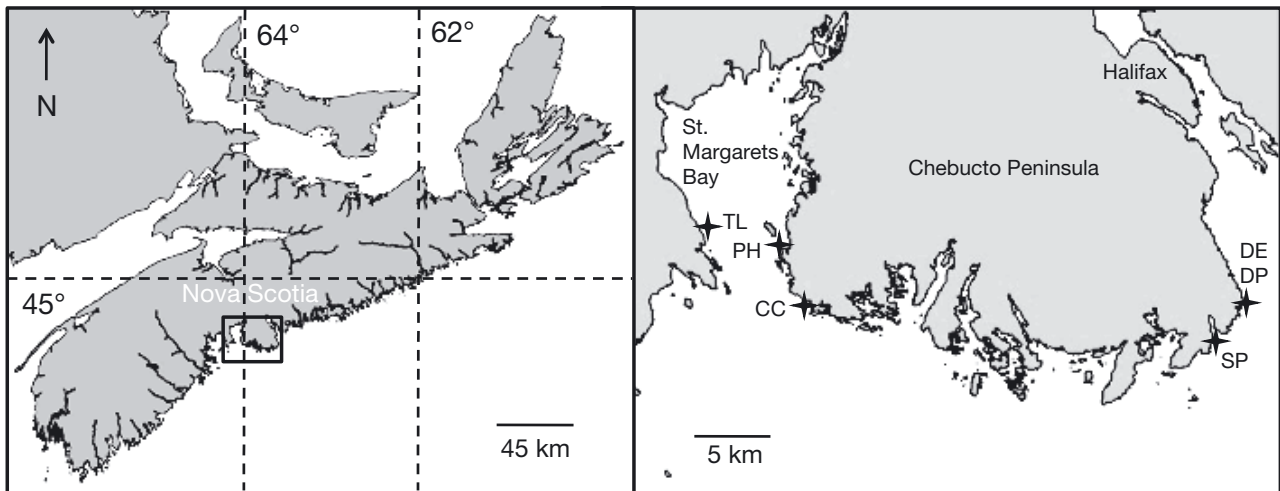 64°
62°
N
45°
Nova Scotia
45 km
Halifax
St.
Margarets
Bay
Chebucto Peninsula
TL
PH
CC
DE
DP
SP
5 km